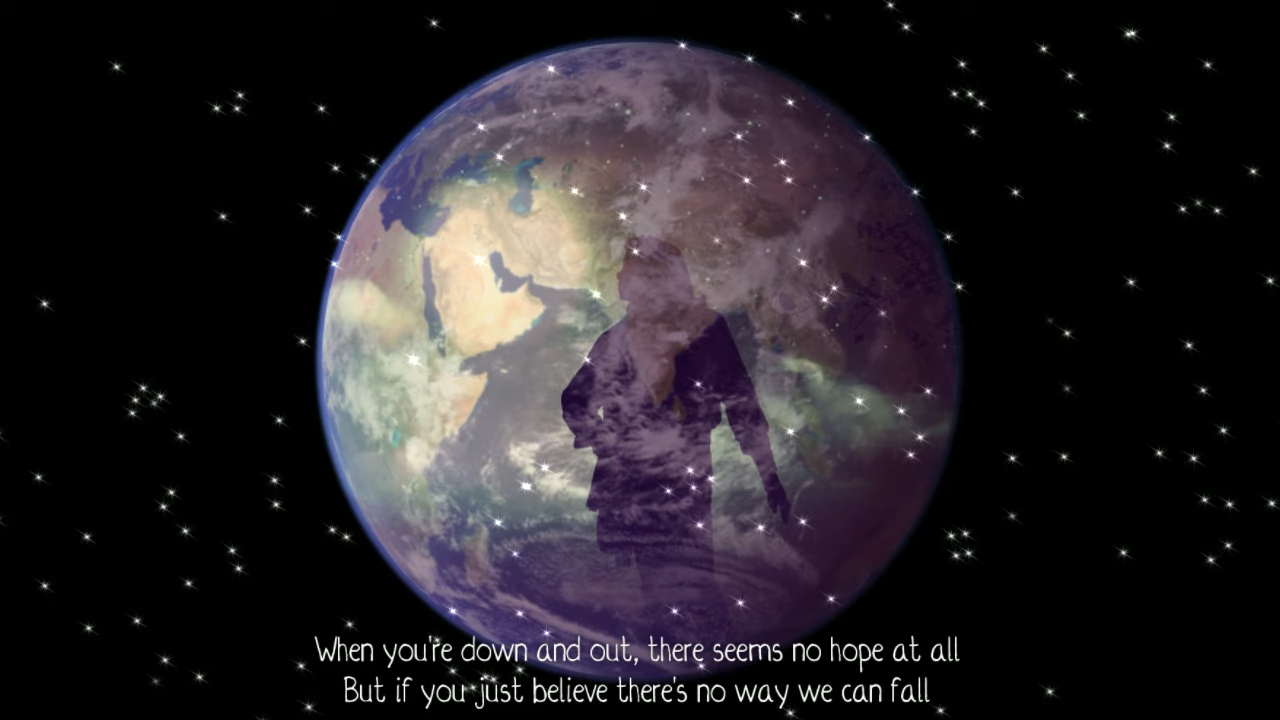 When you're down and out, there seems no hope at all
But if you just believe there's no way we can fall